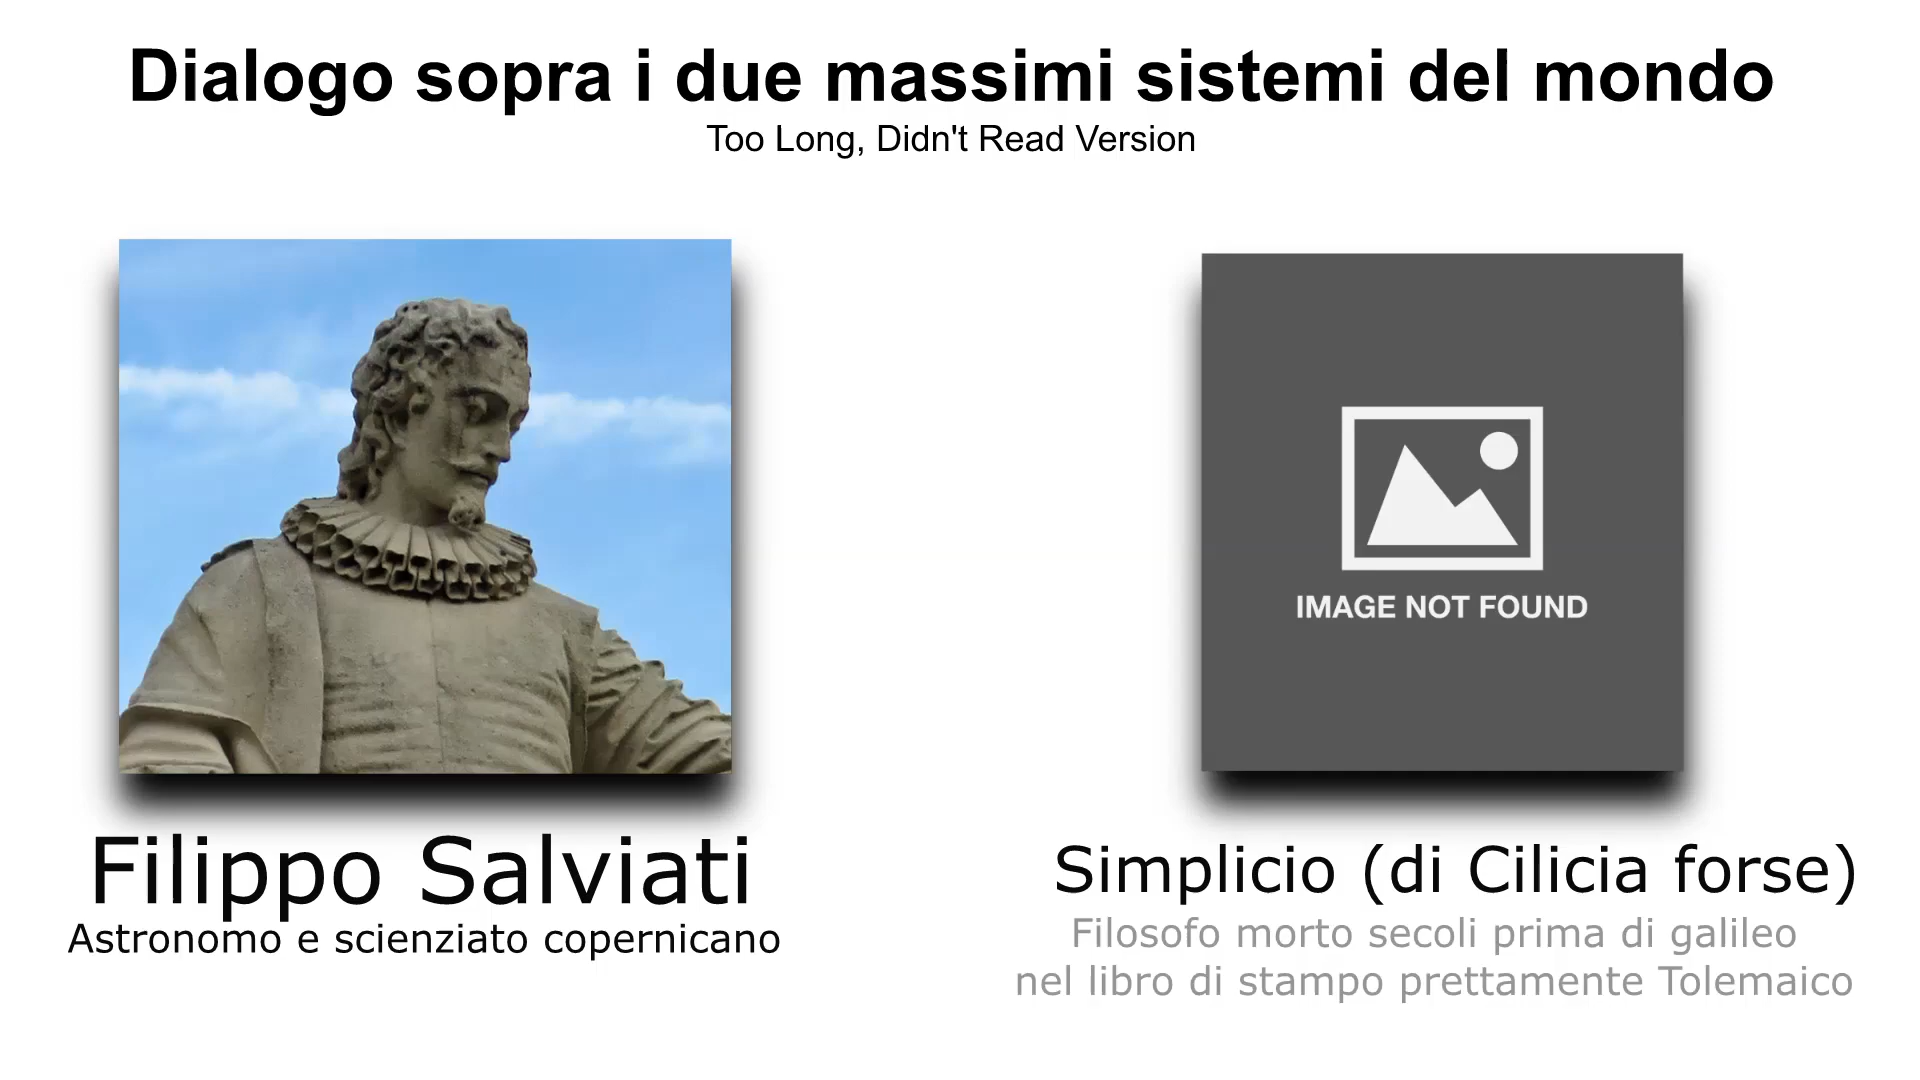 Dialogo sopra i due massimi sistemi del mondo
Too Long, Didn't Read Version
IMAGE NOT FOUND
Filippo Salviati
Astronomo e scienziato copernicano
Simplicio (di Cilicia forse)
Filosofo morto secoli prima di galileo
nel libro di stampo prettamente Tolemaico